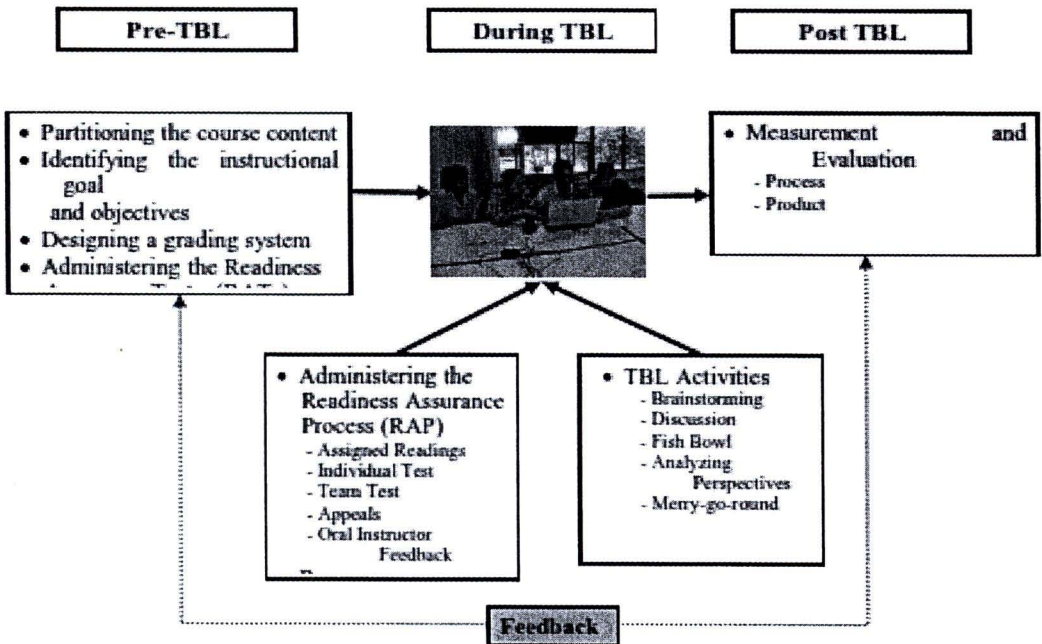 Pre-TBL
During TBL
Post TBL
• Partitioning the course content
• Identifying the instructional
goal
and objectives
• Designing a grading system
• Administering the Readiness
• Measurement and
Evaluation
- Process
- Product
• Administering the
Readiness Assurance
Process (RAP)
- Assigned Readings
- Individual Test
- Team Test
- Appeals
- Oral Instructor
Feedback
• TBL Activities
- Brainstorming
- Discussion
- Fish Bowl
- Analyzing
Perspectives
- Merry-go-round
Feedback